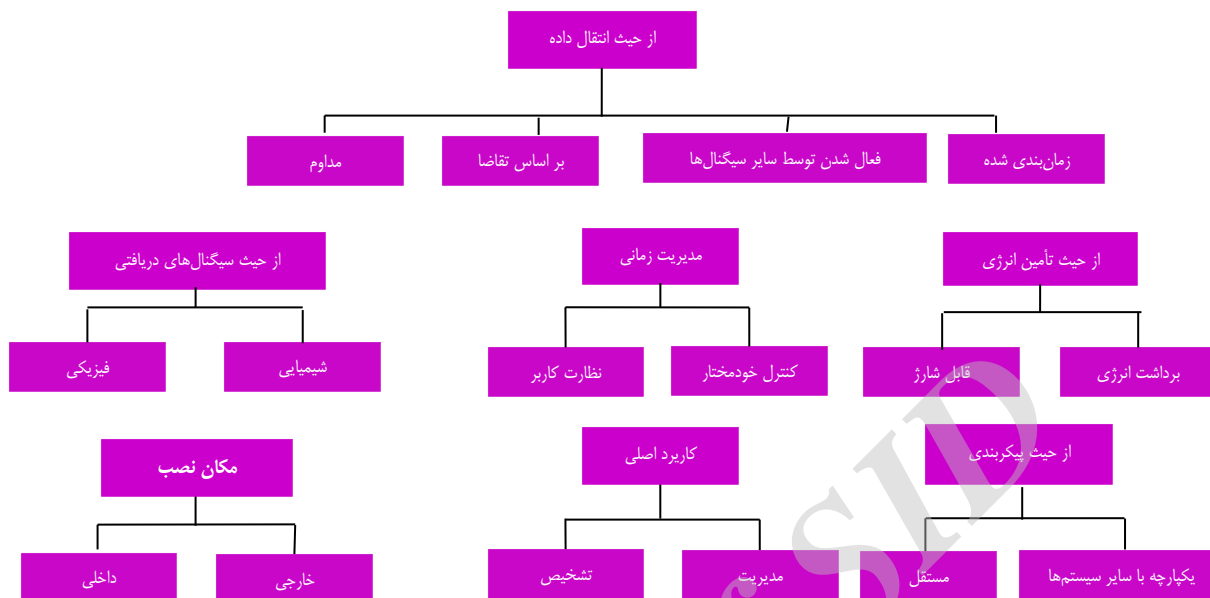 از حیث انتقال داده
زمان‌بندی شده
فعال شدن توسط سایر سیگنال‌ها
بر اساس تقاضا
مداوم
از حیث تأمین انرژی
مدیریت زمانی
از حیث سیگنال‌های دریافتی
برداشت انرژی
قابل شارژ
کنترل خودمختار
نظارت کاربر
شیمیایی
فیزیکی
از حیث پیکربندی
کاربرد اصلی
مکان نصب
یکپارچه با سایر سیستم‌ها
مستقل
مدیریت
تشخیص
خارجی
داخلی
SID